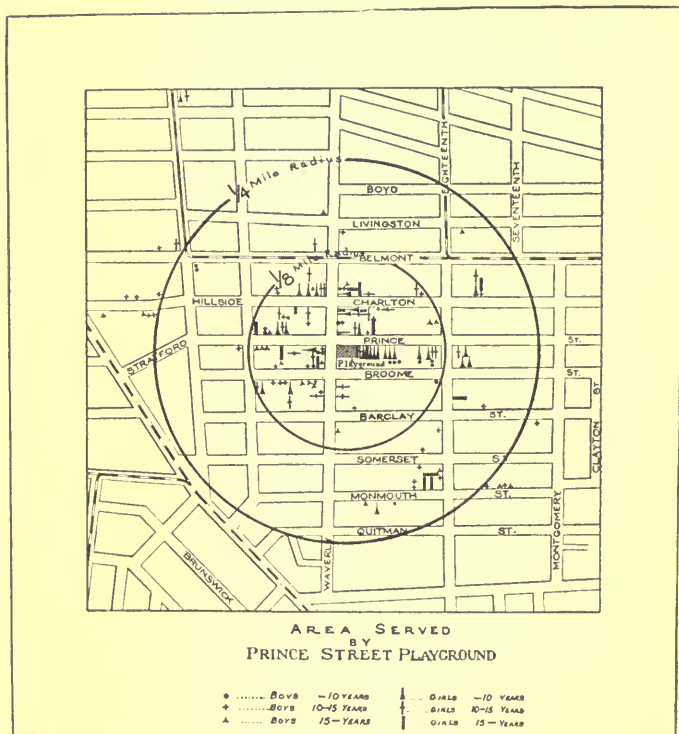 1/4 Mile Radius
EIGHTEENTH
SEVENTEENTH
BOYD
LIVINGSTON
BELMONT
1/8 Mile Radius
HILLSIDE
CHARLTON
PRINCE
ST.
STRATFORD
Playground
BROOME
ST.
BARCLAY
ST.
CLAYTON ST
SOMERSET
ST.
MONMOUTH
ST.
MONTGOMERY
QUITMAN
ST.
BRUNSWICK
AREA SERVED
BY
PRINCE STREET PLAYGROUND
BOYS -10 YEARS
GIRLS -10 YEARS
BOYS 10-15 YEARS
GIRLS 10-15 YEARS
BOYS 15- YEARS
GIRLS 15- YEARS